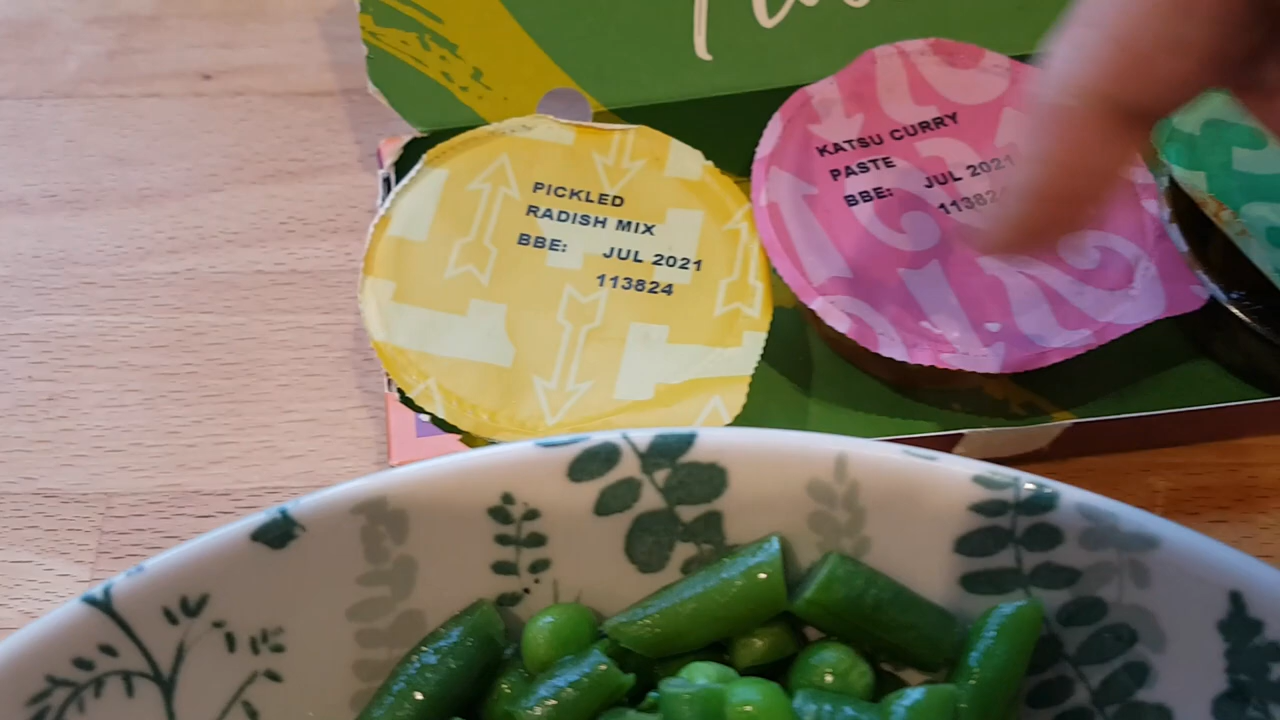 PICKLED
RADISH MIX
BBE: JUL 2021
113824
KATSU CURRY
PASTE
BBE: JUL 2021